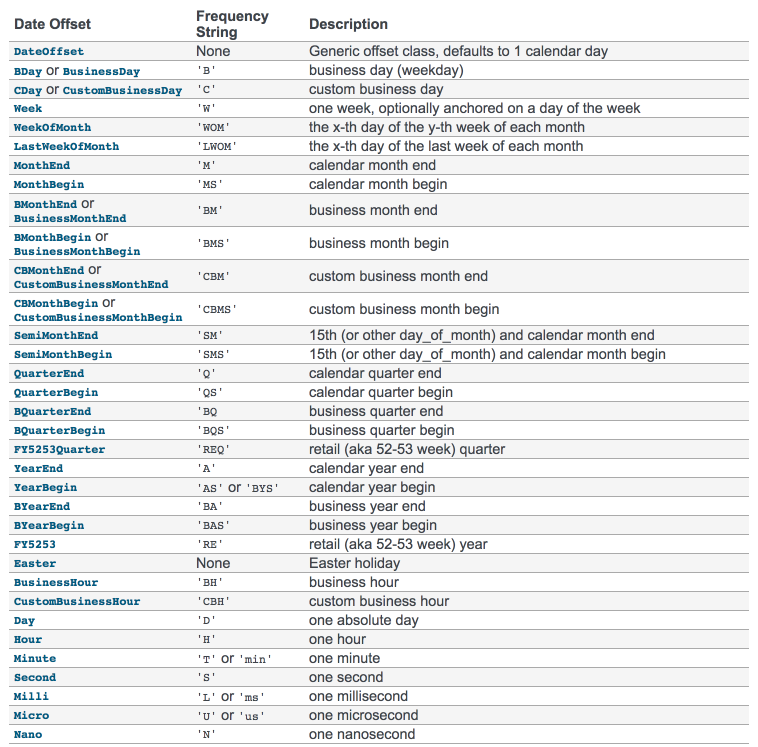 Date Offset Frequency String Description
DateOffset None Generic offset class, defaults to 1 calendar day
BDay or BusinessDay 'B' business day (weekday)
CDay or CustomBusinessDay 'C' custom business day
Week 'W' one week, optionally anchored on a day of the week
WeekOfMonth 'WOM' the x-th day of the y-th week of each month
LastWeekOfMonth 'LWOM' the x-th day of the last week of each month
MonthEnd 'M' calendar month end
MonthBegin 'MS' calendar month begin
BMonthEnd or
BusinessMonthEnd 'BM' business month end
BMonthBegin or
BusinessMonthBegin 'BMS' business month begin
CBMonthEnd or
CustomBusinessMonthEnd 'CBM' custom business month end
CBMonthBegin or
CustomBusinessMonthBegin 'CBMS' custom business month begin
SemiMonthEnd 'SM' 15th (or other day_of_month) and calendar month end
SemiMonthBegin 'SMS' 15th (or other day_of_month) and calendar month begin
QuarterEnd 'Q' calendar quarter end
QuarterBegin 'QS' calendar quarter begin
BQuarterEnd 'BQ business quarter end
BQuarterBegin 'BQS' business quarter begin
FY5253Quarter 'REQ' retail (aka 52-53 week) quarter
YearEnd 'A' calendar year end
YearBegin 'AS' or 'BYS' calendar year begin
BYearEnd 'BA' business year end
BYearBegin 'BAS' business year begin
FY5253 'RE' retail (aka 52-53 week) year
Easter None Easter holiday
BusinessHour 'BH' business hour
CustomBusinessHour 'CBH' custom business hour
Day 'D' one absolute day
Hour 'H' one hour
Minute 'T' or 'min' one minute
Second 'S' one second
Milli 'L' or 'ms' one millisecond
Micro 'U' or 'us' one microsecond
Nano 'N' one nanosecond